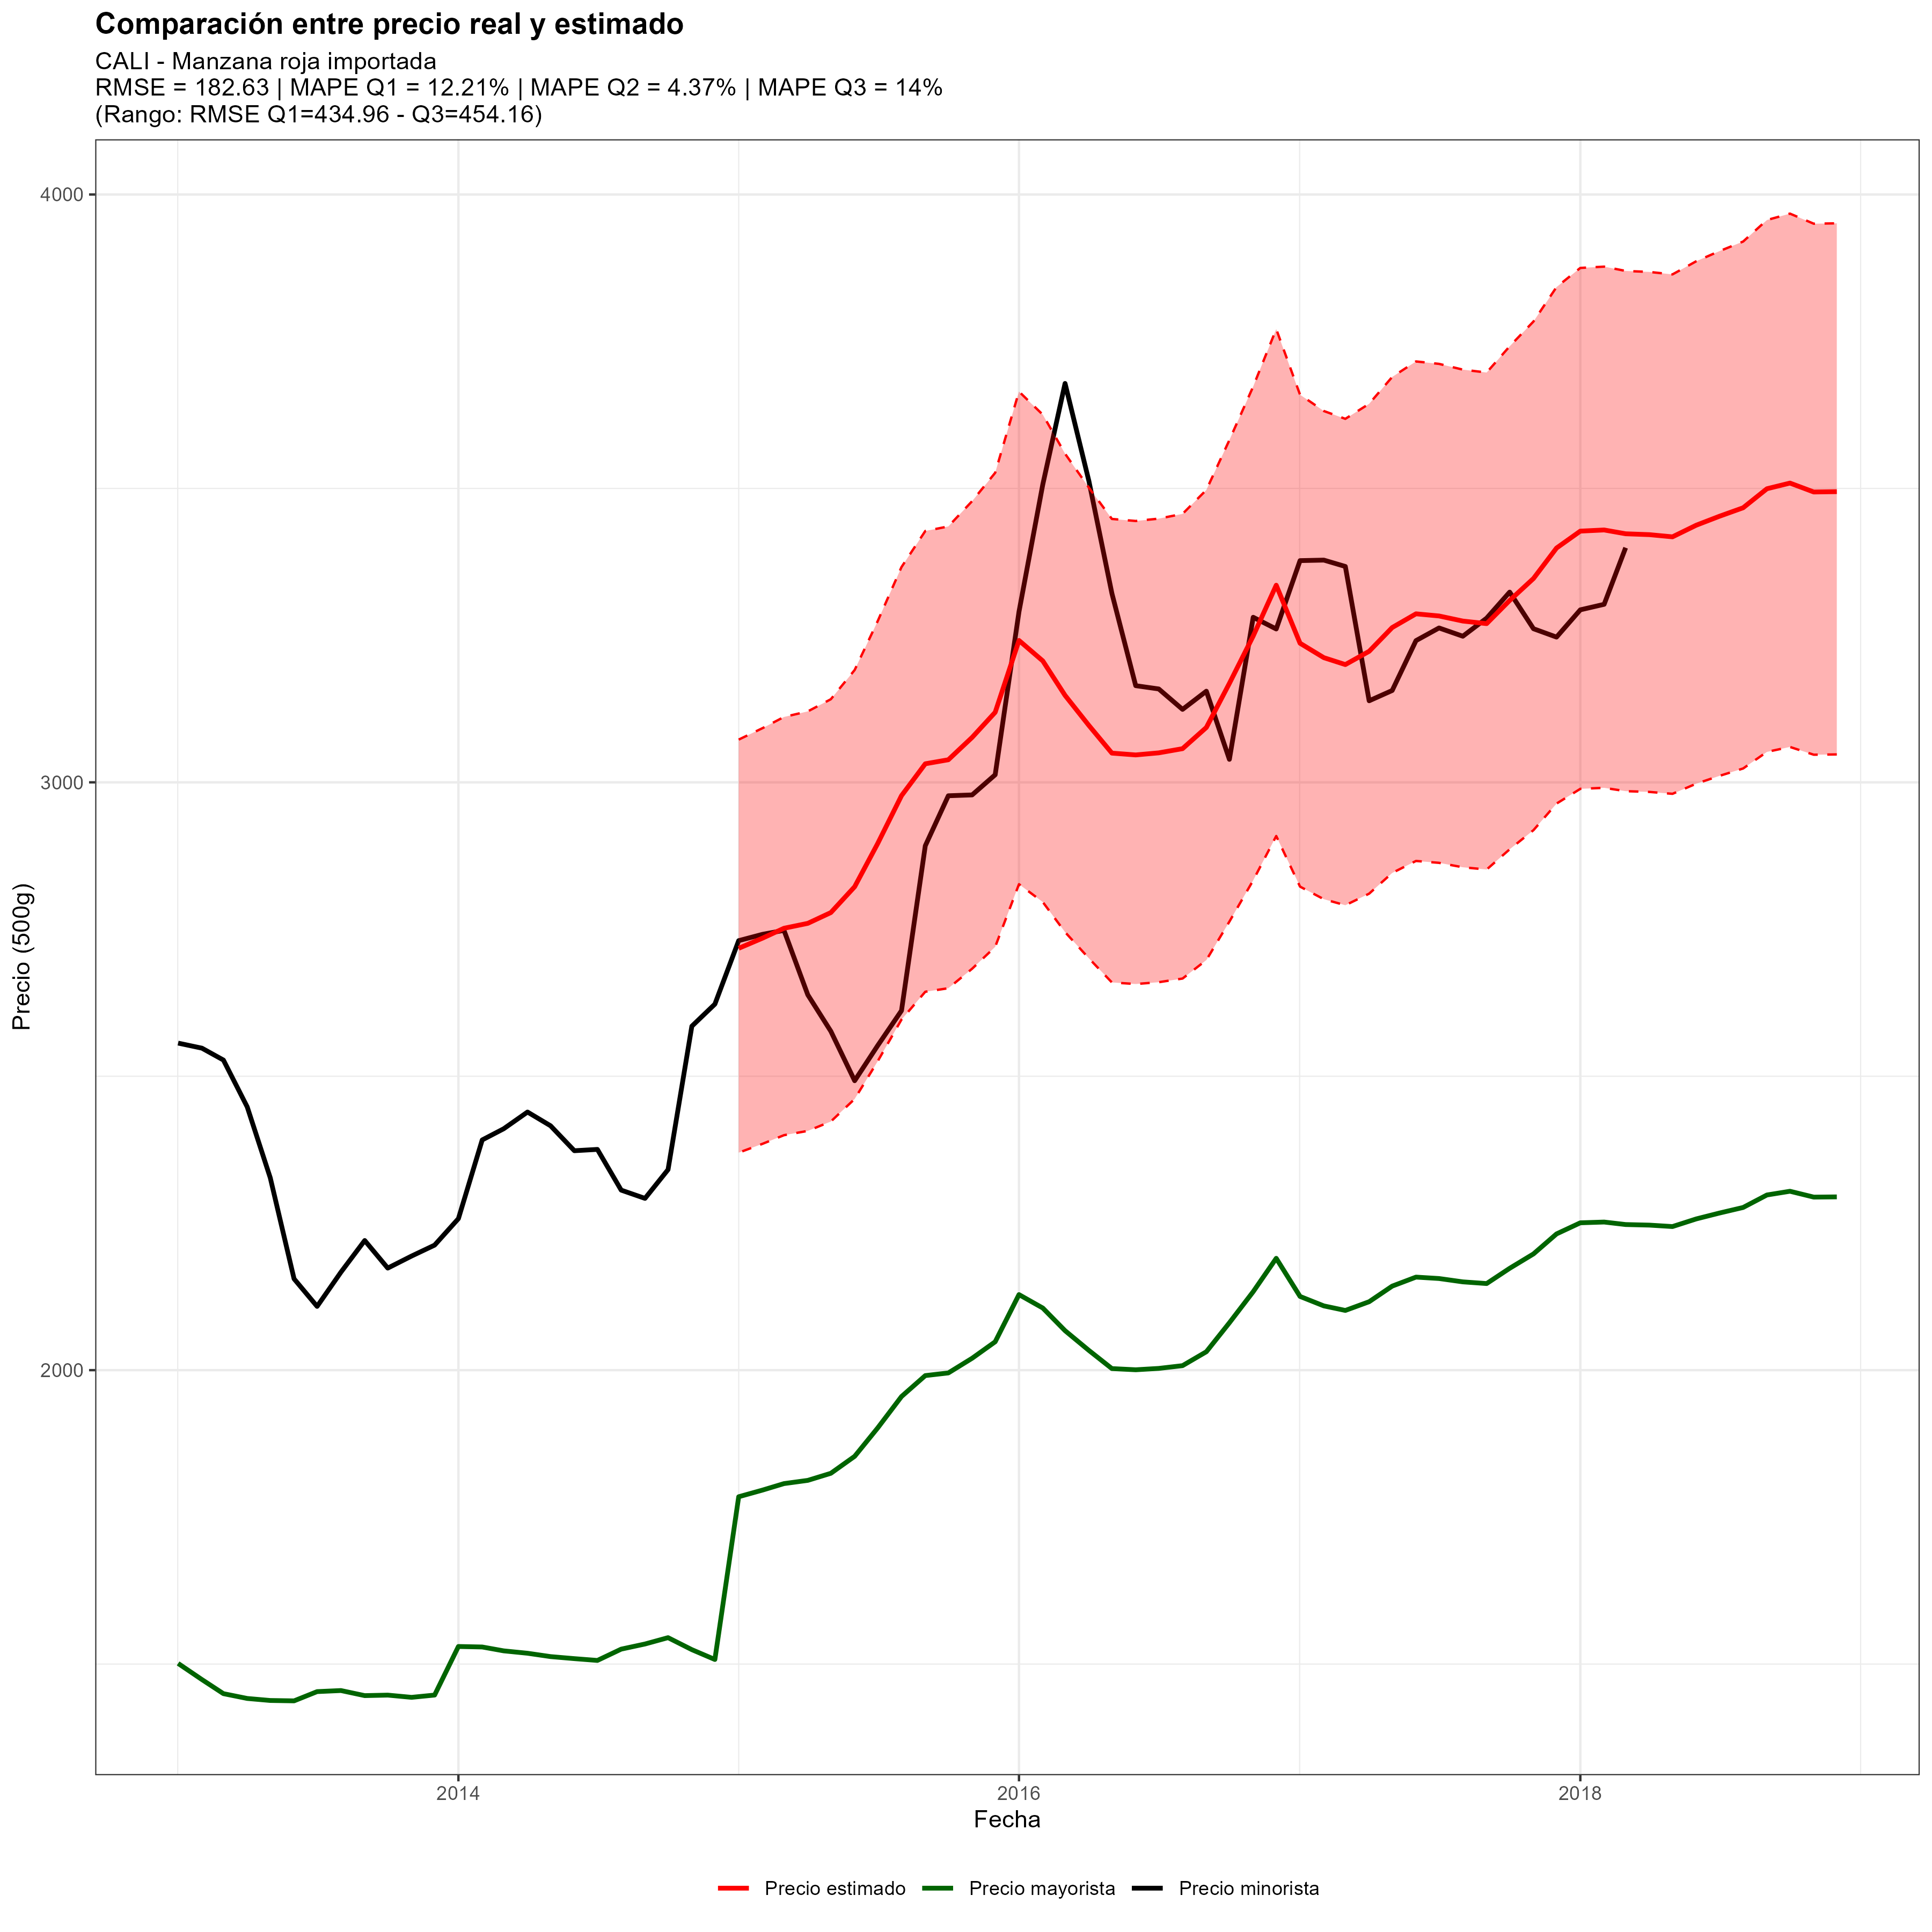 Comparación entre precio real y estimado
CALI - Manzana roja importada
RMSE = 182.63 | MAPE Q1 = 12.21% | MAPE Q2 = 4.37% | MAPE Q3 = 14%
(Rango: RMSE Q1=434.96 - Q3=454.16)
4000
3000
2000
Precio (500g)
2014
2016
2018
Fecha
Precio estimado
Precio mayorista
Precio minorista